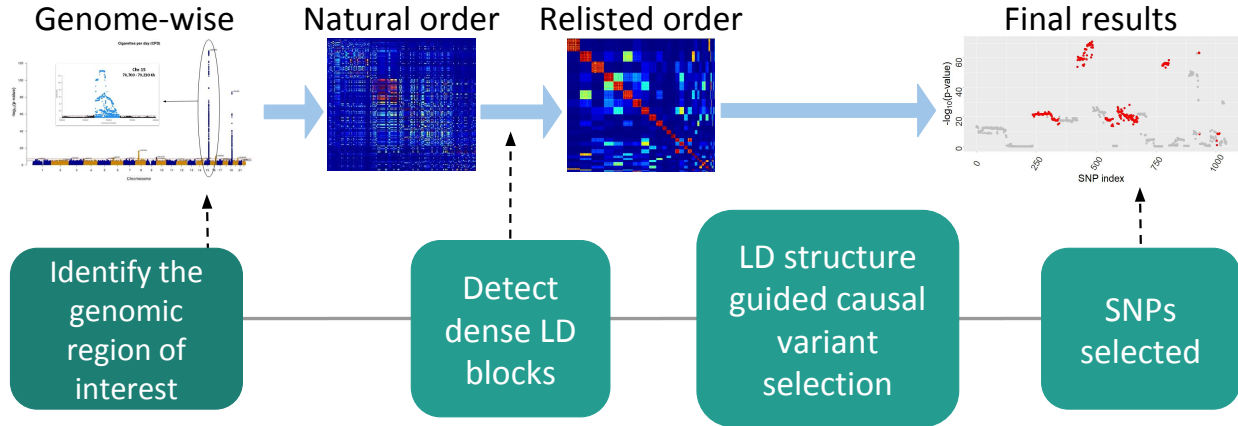 Genome-wise
Natural order
Relisted order
Final results
Cigarettes per day (CPD)
Chr 15
-log₁₀(p-value)
Chromosome
-log₁₀(p-value)
60
40
20
0
0
250
500
750
1000
SNP index
Identify the
genomic
region of
interest
Detect
dense LD
blocks
LD structure
guided causal
variant
selection
SNPs
selected